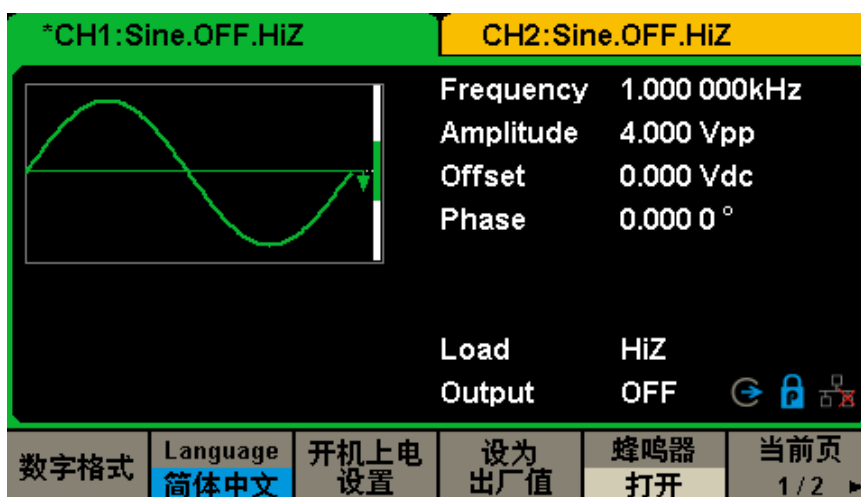 *CH1:Sine.OFF.HiZ
CH2:Sine.OFF.HiZ
Frequency 1.000 000kHz
Amplitude 4.000 Vpp
Offset 0.000 Vdc
Phase 0.000 0 °
Load HiZ
Output OFF
P
数字格式
Language
简体中文
开机上电
设置
设为
出厂值
蜂鸣器
打开
当前页
1/2